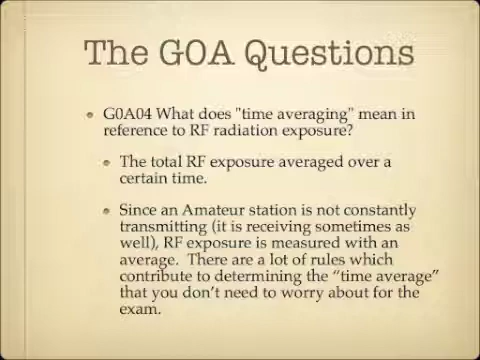 The G0A Questions
G0A04 What does "time averaging" mean in
reference to RF radiation exposure?
The total RF exposure averaged over a
certain time.
Since an Amateur station is not constantly
transmitting (it is receiving sometimes as
well), RF exposure is measured with an
average.  There are a lot of rules which
contribute to determining the “time average”
that you don’t need to worry about for the
exam.